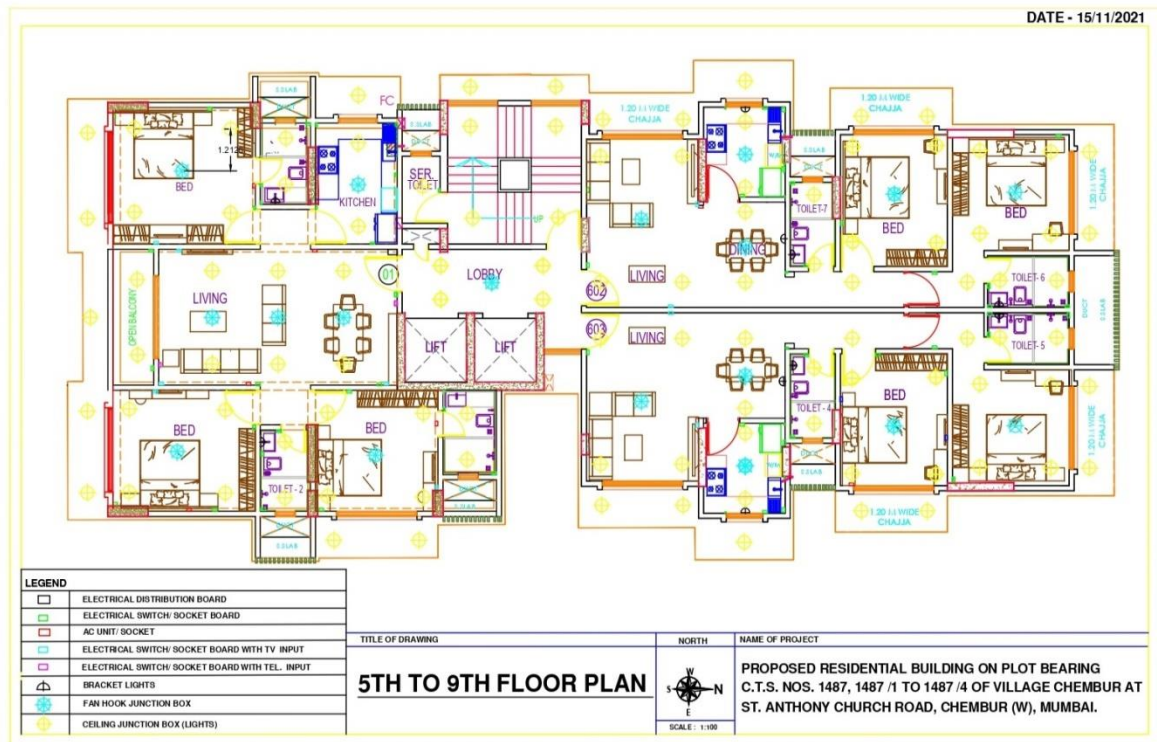 DATE - 15/11/2021
S.SLAB
FC
1.20 M WIDE
CHAJJA
1.20 M WIDE
CHAJJA
S.SLAB
1.212
BED
KITCHEN
SER.
TOILET
UP
TOILET-7
BED
BED
1.20 M WIDE
CHAJJA
DINING
LIVING
LIVING
OPEN BALCONY
01
LOBBY
602
603
LIVING
TOILET-6
TOILET-5
DUCT
S.SLAB
LIFT
LIFT
BED
BED
TOILET-2
TOILET-4
BED
1.20 M WIDE
CHAJJA
S.SLAB
S.SLAB
S.SLAB
1.20 M WIDE
CHAJJA
LEGEND
ELECTRICAL DISTRIBUTION BOARD
ELECTRICAL SWITCH/ SOCKET BOARD
AC UNIT/ SOCKET
ELECTRICAL SWITCH/ SOCKET BOARD WITH TV INPUT
ELECTRICAL SWITCH/ SOCKET BOARD WITH TEL. INPUT
BRACKET LIGHTS
FAN HOOK JUNCTION BOX
CEILING JUNCTION BOX (LIGHTS)
TITLE OF DRAWING
5TH TO 9TH FLOOR PLAN
NORTH
W
S N
E
SCALE : 1:100
NAME OF PROJECT
PROPOSED RESIDENTIAL BUILDING ON PLOT BEARING
C.T.S. NOS. 1487, 1487 /1 TO 1487 /4 OF VILLAGE CHEMBUR AT
ST. ANTHONY CHURCH ROAD, CHEMBUR (W), MUMBAI.